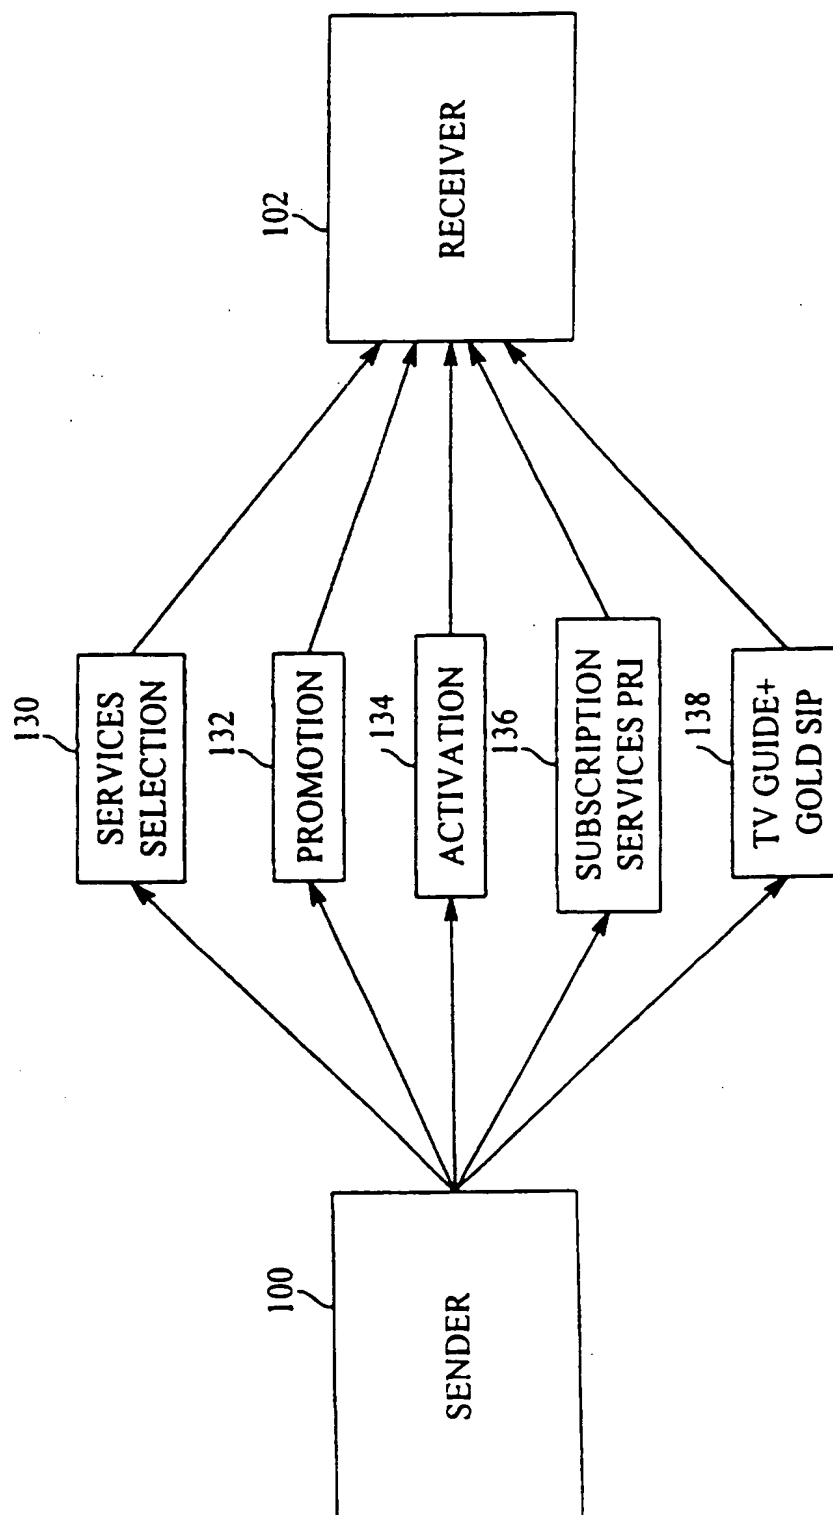 100
SENDER
130
SERVICES
SELECTION
132
PROMOTION
134
ACTIVATION
136
SUBSCRIPTION
SERVICES PRI
138
TV GUIDE+
GOLD SIP
102
RECEIVER